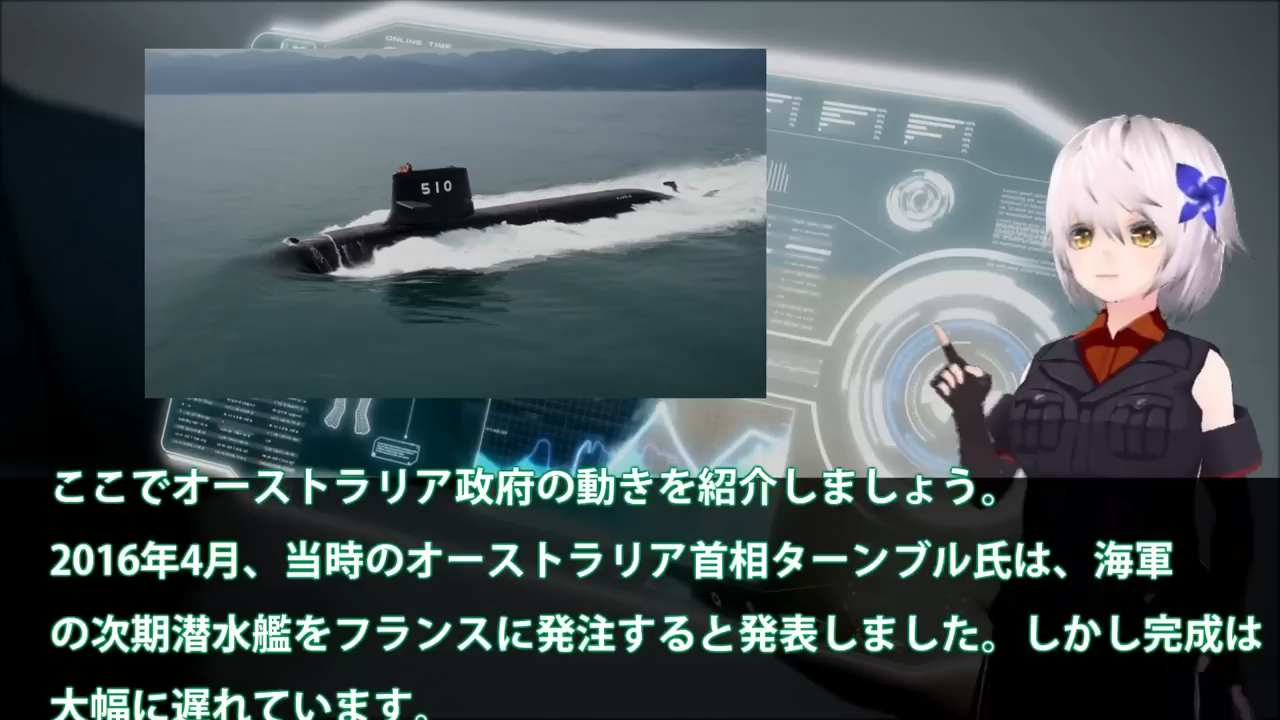 ONLINE TIME
510
ここでオーストラリア政府の動きを紹介しましょう。
2016年4月、当時のオーストラリア首相ターンブル氏は、海軍
の次期潜水艦をフランスに発注すると発表しました。しかし完成は
大幅に遅れています。